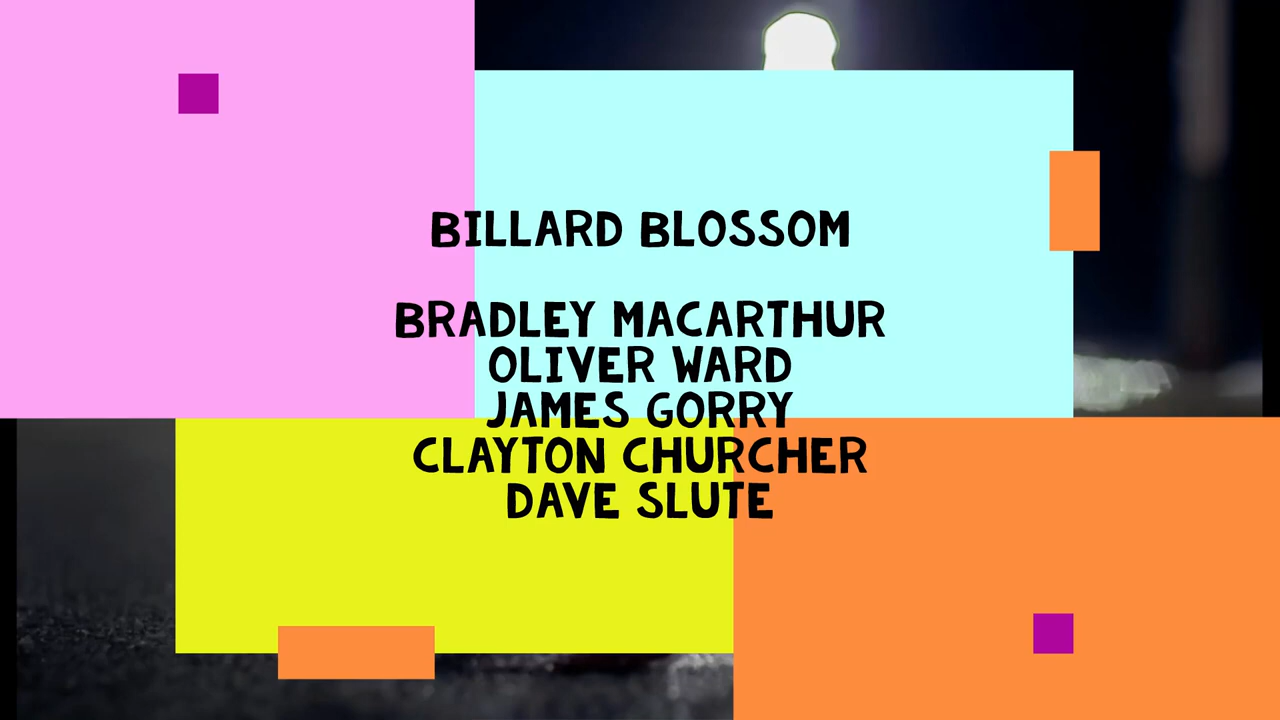 BILLARD BLOSSOM
BRADLEY MACARTHUR
OLIVER WARD
JAMES GORRY
CLAYTON CHURCHER
DAVE SLUTE